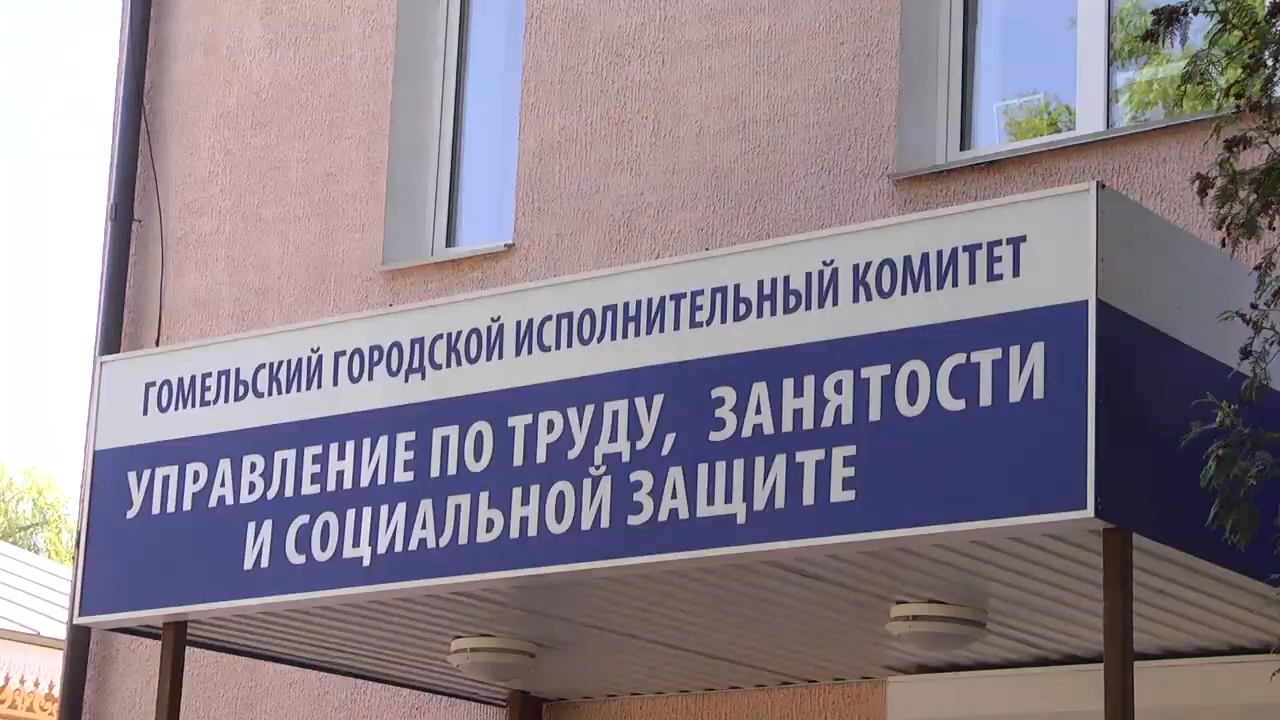 ГОМЕЛЬСКИЙ ГОРОДСКОЙ ИСПОЛНИТЕЛЬНЫЙ КОМИТЕТ
УПРАВЛЕНИЕ ПО ТРУДУ, ЗАНЯТОСТИ
И СОЦИАЛЬНОЙ ЗАЩИТЕ